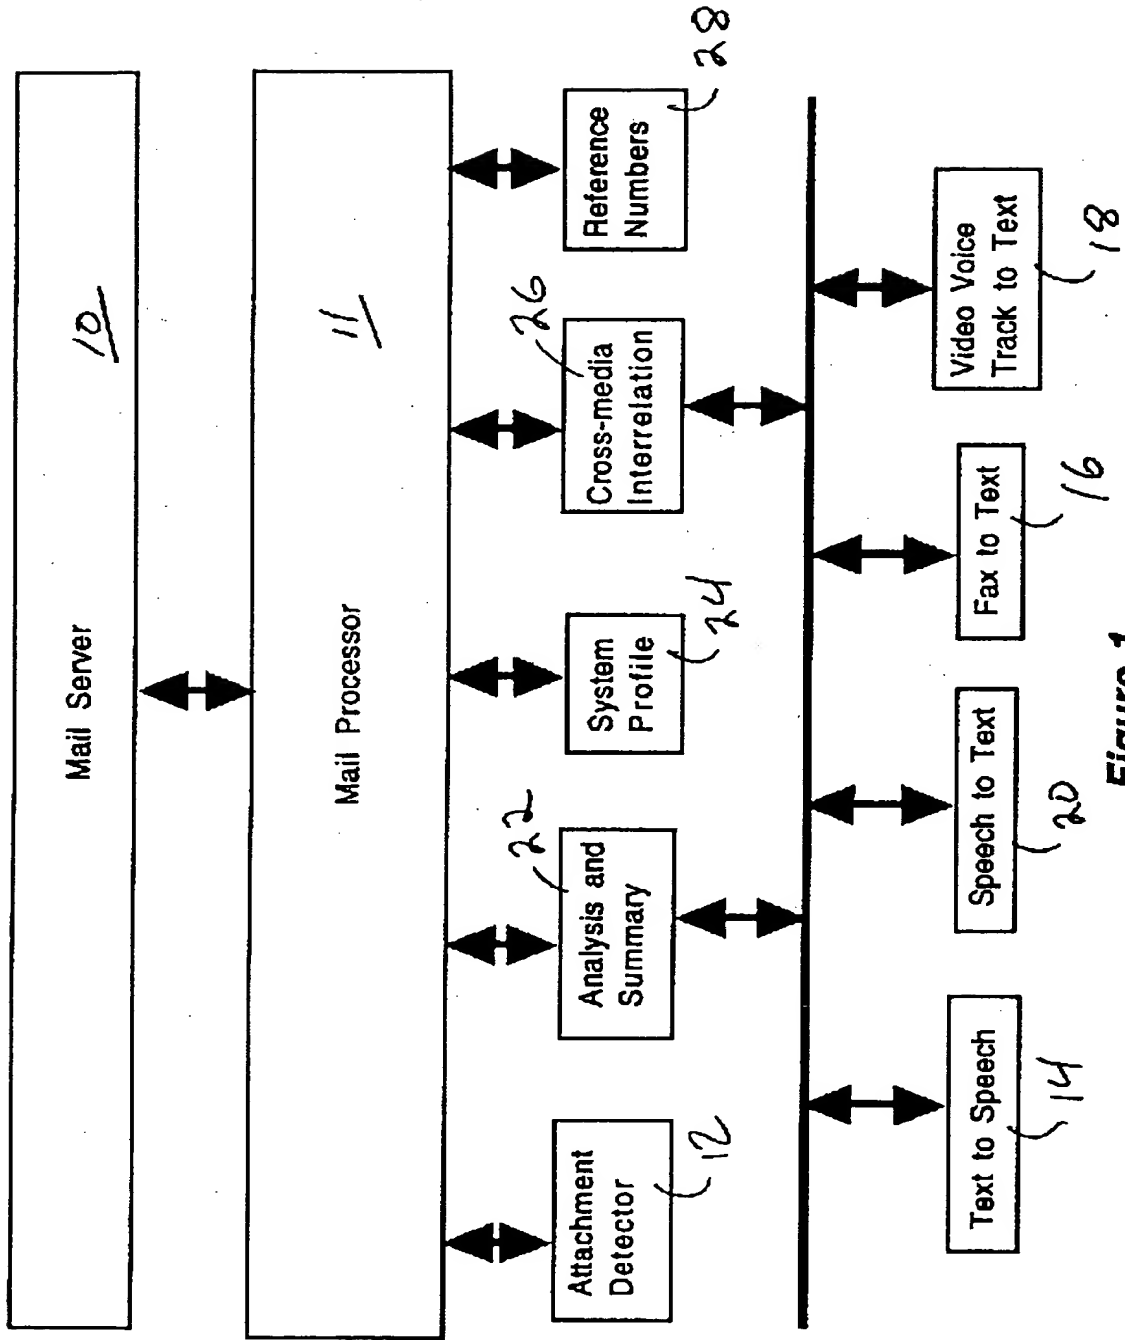 Mail Server
10
Mail Processor
11
Attachment
Detector
12
Analysis and
Summary
22
System
Profile
24
Cross-media
Interrelation
26
Reference
Numbers
28
Text to Speech
14
Speech to Text
20
Fax to Text
16
Video Voice
Track to Text
18
Figure 1